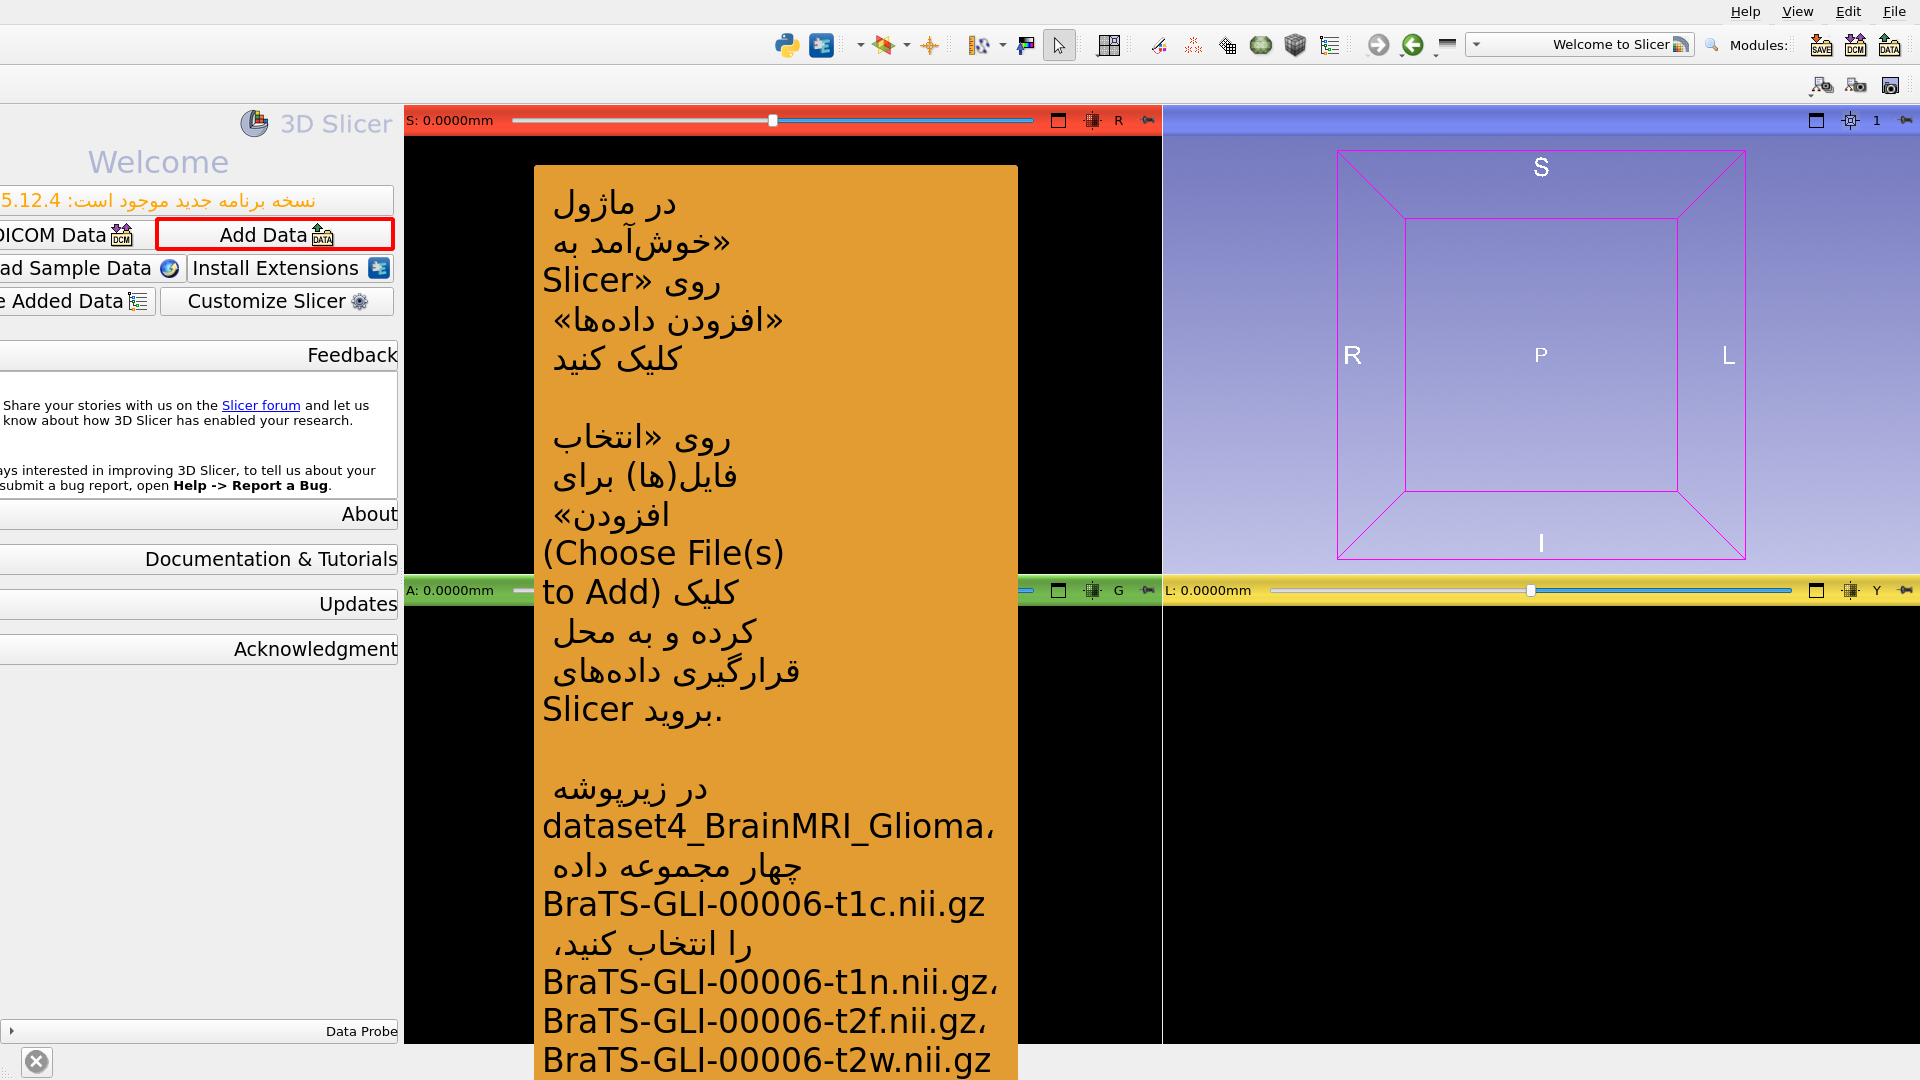 Help View Edit File
Welcome to Slicer Modules:
3D Slicer
Welcome
نسخه برنامه جدید موجود است: 5.12.4
DICOM Data Add Data
ad Sample Data Install Extensions
e Added Data Customize Slicer
Feedback
Share your stories with us on the Slicer forum and let us
know about how 3D Slicer has enabled your research.
ays interested in improving 3D Slicer, to tell us about your
submit a bug report, open Help -> Report a Bug.
About
Documentation & Tutorials
Updates
Acknowledgment
Data Probe
S: 0.0000mm R
1
S
R P L
I
A: 0.0000mm G
L: 0.0000mm Y
در ماژول
«خوش‌آمد به
Slicer» روی
«افزودن داده‌ها»
کلیک کنید
روی «انتخاب
فایل(ها) برای
افزودن»
(Choose File(s)
to Add) کلیک
کرده و به محل
قرارگیری داده‌های
Slicer بروید.
در زیرپوشه
dataset4_BrainMRI_Glioma،
چهار مجموعه داده
BraTS-GLI-00006-t1c.nii.gz
را انتخاب کنید،
BraTS-GLI-00006-t1n.nii.gz،
BraTS-GLI-00006-t2f.nii.gz،
BraTS-GLI-00006-t2w.nii.gz